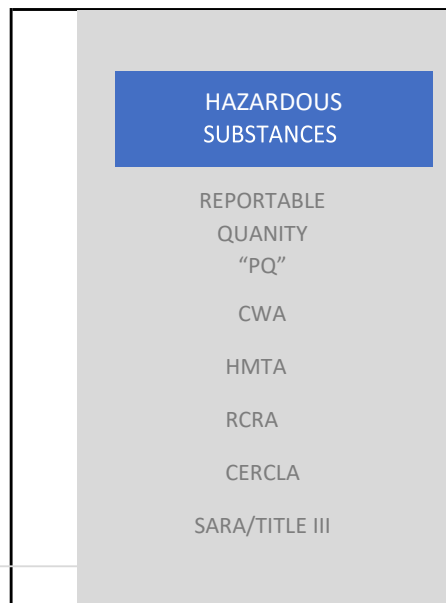 HAZARDOUS
SUBSTANCES
REPORTABLE
QUANITY
“PQ”
CWA
HMTA
RCRA
CERCLA
SARA/TITLE III